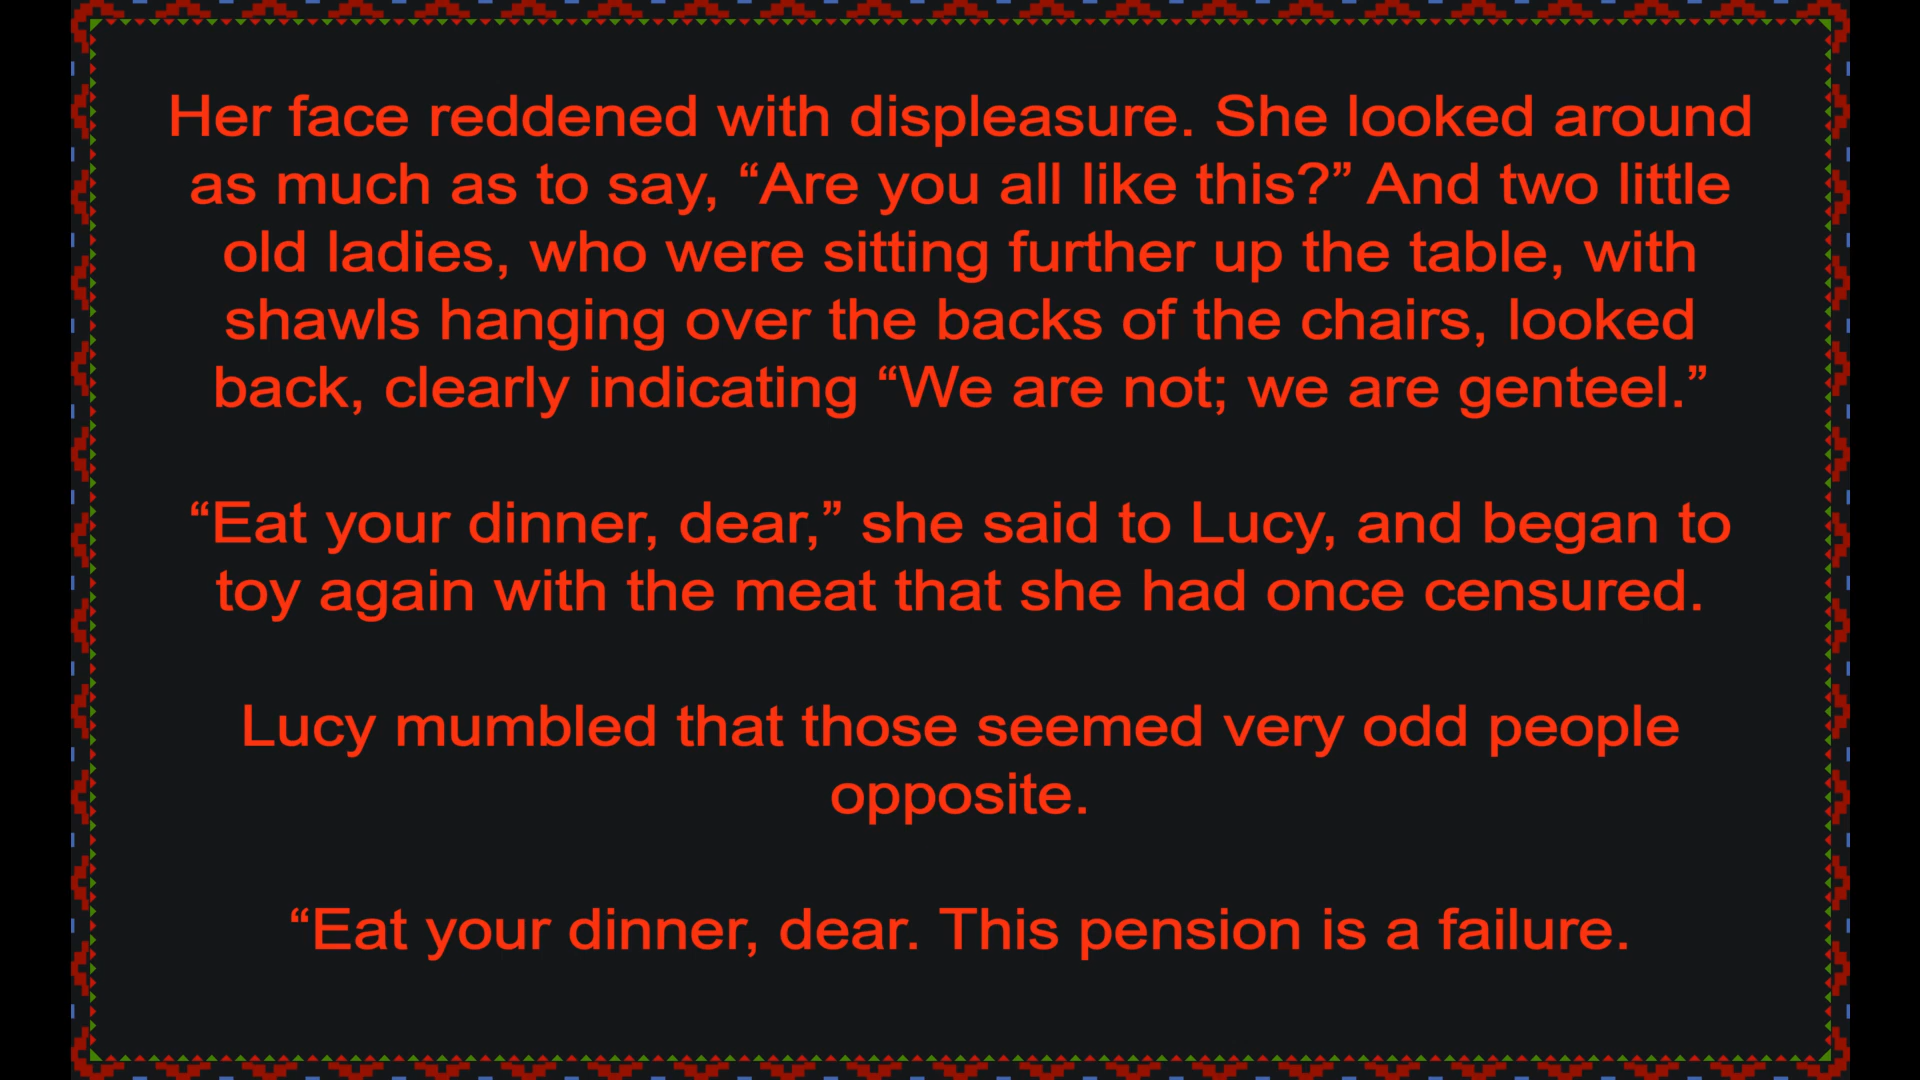 Her face reddened with displeasure. She looked around
as much as to say, “Are you all like this?” And two little
old ladies, who were sitting further up the table, with
shawls hanging over the backs of the chairs, looked
back, clearly indicating “We are not; we are genteel.”
“Eat your dinner, dear,” she said to Lucy, and began to
toy again with the meat that she had once censured.
Lucy mumbled that those seemed very odd people
opposite.
“Eat your dinner, dear. This pension is a failure.